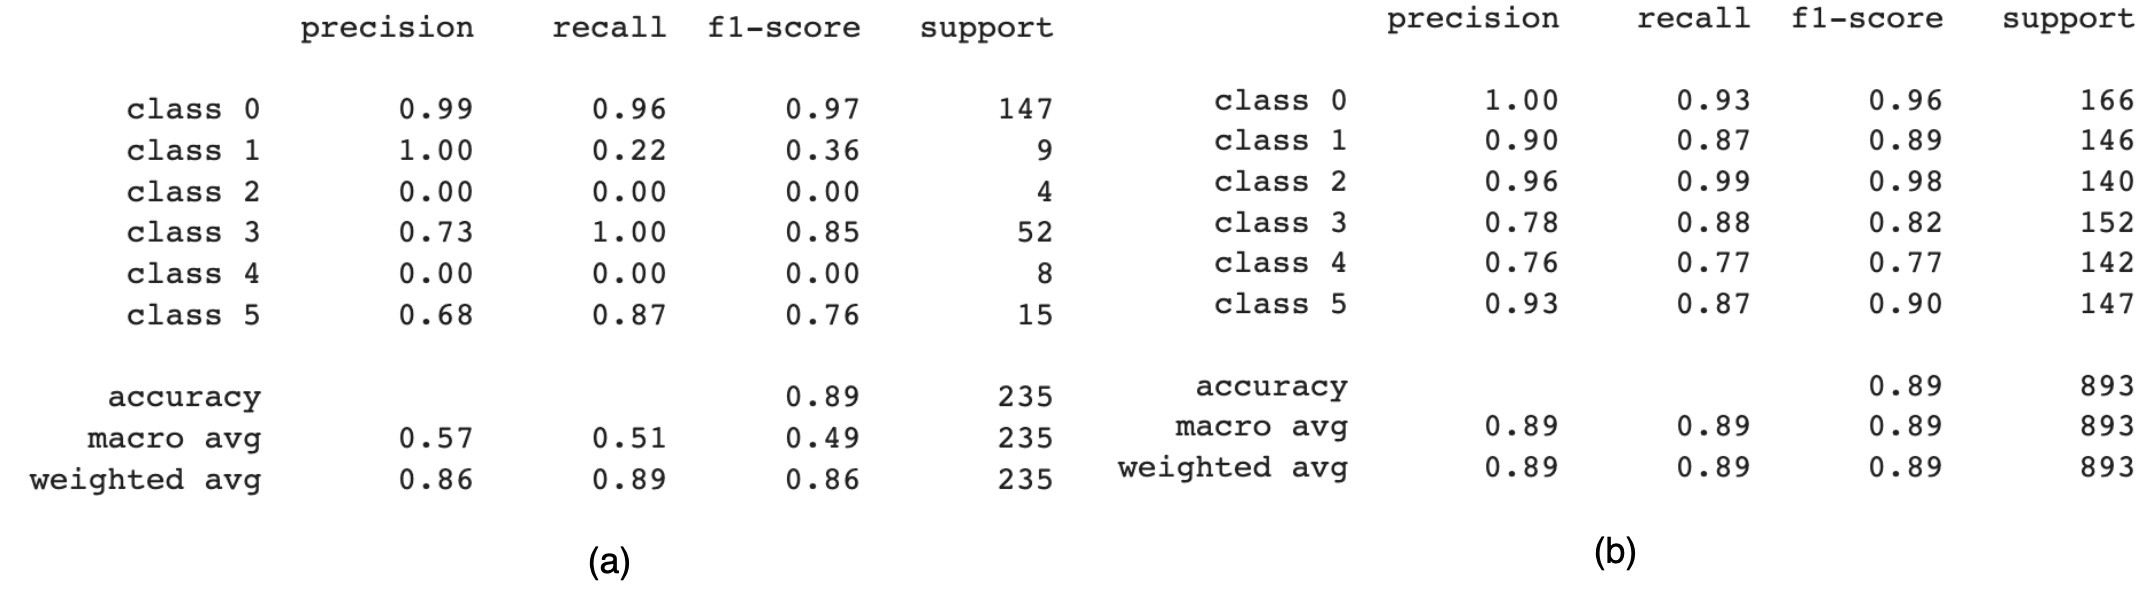 precision recall f1-score support
class 0 0.99 0.96 0.97 147
class 1 1.00 0.22 0.36 9
class 2 0.00 0.00 0.00 4
class 3 0.73 1.00 0.85 52
class 4 0.00 0.00 0.00 8
class 5 0.68 0.87 0.76 15
accuracy 0.89 235
macro avg 0.57 0.51 0.49 235
weighted avg 0.86 0.89 0.86 235
(a)
precision recall f1-score support
class 0 1.00 0.93 0.96 166
class 1 0.90 0.87 0.89 146
class 2 0.96 0.99 0.98 140
class 3 0.78 0.88 0.82 152
class 4 0.76 0.77 0.77 142
class 5 0.93 0.87 0.90 147
accuracy 0.89 893
macro avg 0.89 0.89 0.89 893
weighted avg 0.89 0.89 0.89 893
(b)